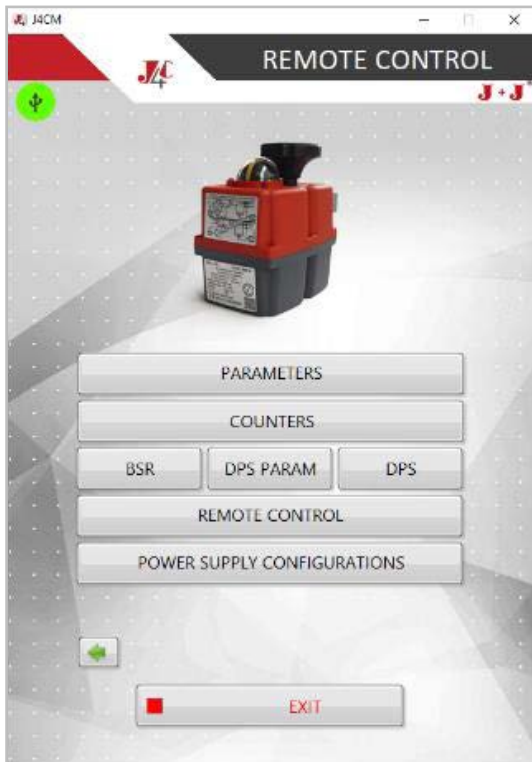 J4CM
REMOTE CONTROL
J4C
J+J
PARAMETERS
COUNTERS
BSR
DPS PARAM
DPS
REMOTE CONTROL
POWER SUPPLY CONFIGURATIONS
EXIT